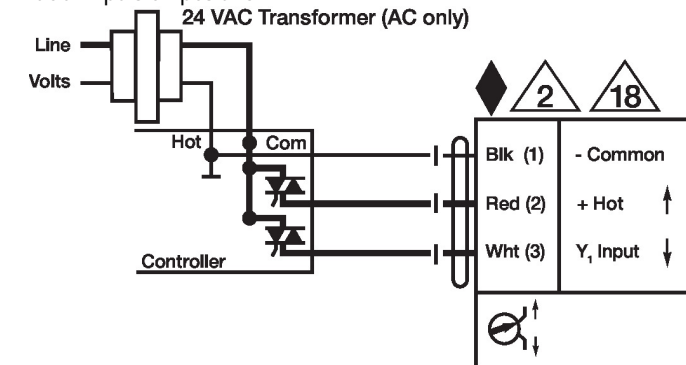 24 VAC Transformer (AC only)
Line
Volts
2
18
Hot
Com
Blk (1)
- Common
Red (2)
+ Hot
Wht (3)
Y1 Input
Controller